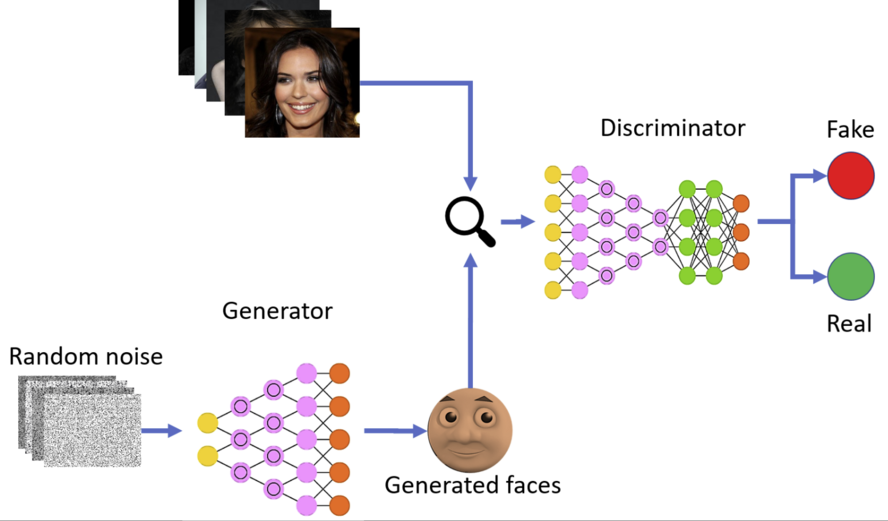 Discriminator
Fake
Generator
Real
Random noise
Generated faces